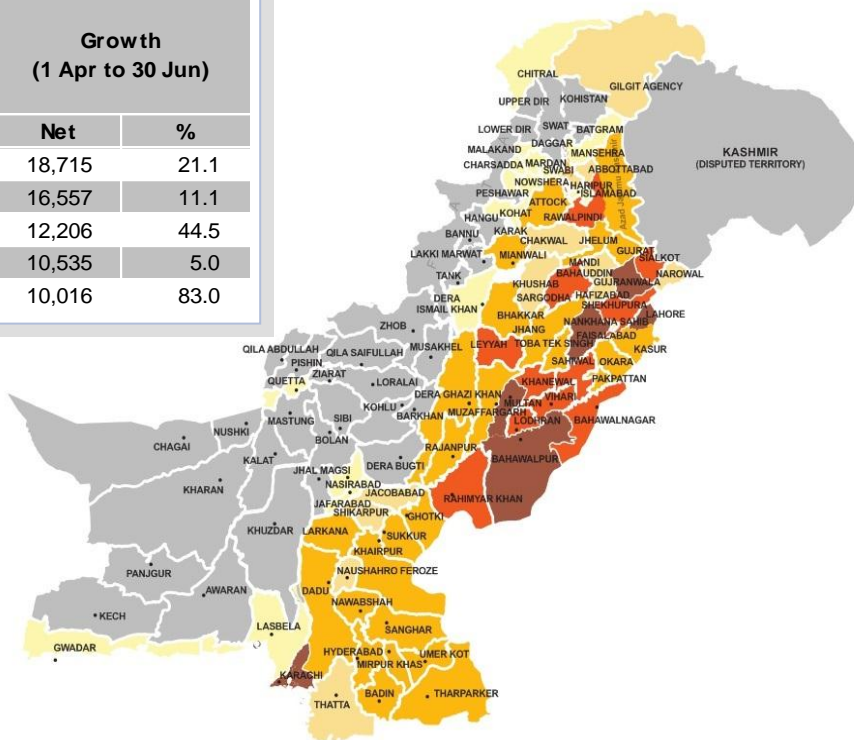 Growth
(1 Apr to 30 Jun)
Net %
18,715 21.1
16,557 11.1
12,206 44.5
10,535 5.0
10,016 83.0
CHITRAL
GILGIT AGENCY
UPPER DIR
KOHISTAN
LOWER DIR
SWAT
BATGRAM
DAGGAR
MALAKAND
MANSEHRA
KASHMIR
(DISPUTED TERRITORY)
CHARSADDA
MARDAN
SWABI
ABBOTTABAD
NOWSHERA
HARIPUR
ISLAMABAD
PESHAWAR
ATTOCK
Azad Jammu
HANGU
KOHAT
RAWALPINDI
BANNU
KARAK
CHAKWAL
JHELUM
LAKKI MARWAT
MIANWALI
GUJRAT
SIALKOT
TANK
MANDI
BAHAUDDIN
NAROWAL
KHUSHAB
GUJRANWALA
DERA
ISMAIL KHAN
SARGODHA
HAFIZABAD
SHEKHUPURA
BHAKKAR
NANKHANA SAHIB
LAHORE
ZHOB
JHANG
FAISALABAD
QILA ABDULLAH
QILA SAIFULLAH
MUSAKHEL
LEYYAH
TOBA TEK SINGH
KASUR
PISHIN
SAHIWAL
OKARA
ZIARAT
QUETTA
LORALAI
KHANEWAL
PAKPATTAN
DERA GHAZI KHAN
KOHLU
BARKHAN
MUZAFFARGARH
MULTAN
VIHARI
MASTUNG
SIBI
LODHRAN
BAHAWALNAGAR
NUSHKI
BOLAN
CHAGAI
RAJANPUR
KALAT
DERA BUGTI
BAHAWALPUR
JHAL MAGSI
NASIRABAD
KHARAN
JACOBABAD
RAHIMYAR KHAN
JAFARABAD
SHIKARPUR
GHOTKI
KHUZDAR
LARKANA
SUKKUR
KHAIRPUR
PANJGUR
NAUSHAHRO FEROZE
AWARAN
DADU
NAWABSHAH
KECH
LASBELA
SANGHAR
GWADAR
HYDERABAD
UMER KOT
MIRPUR KHAS
KARACHI
THATTA
BADIN
THARPARKER